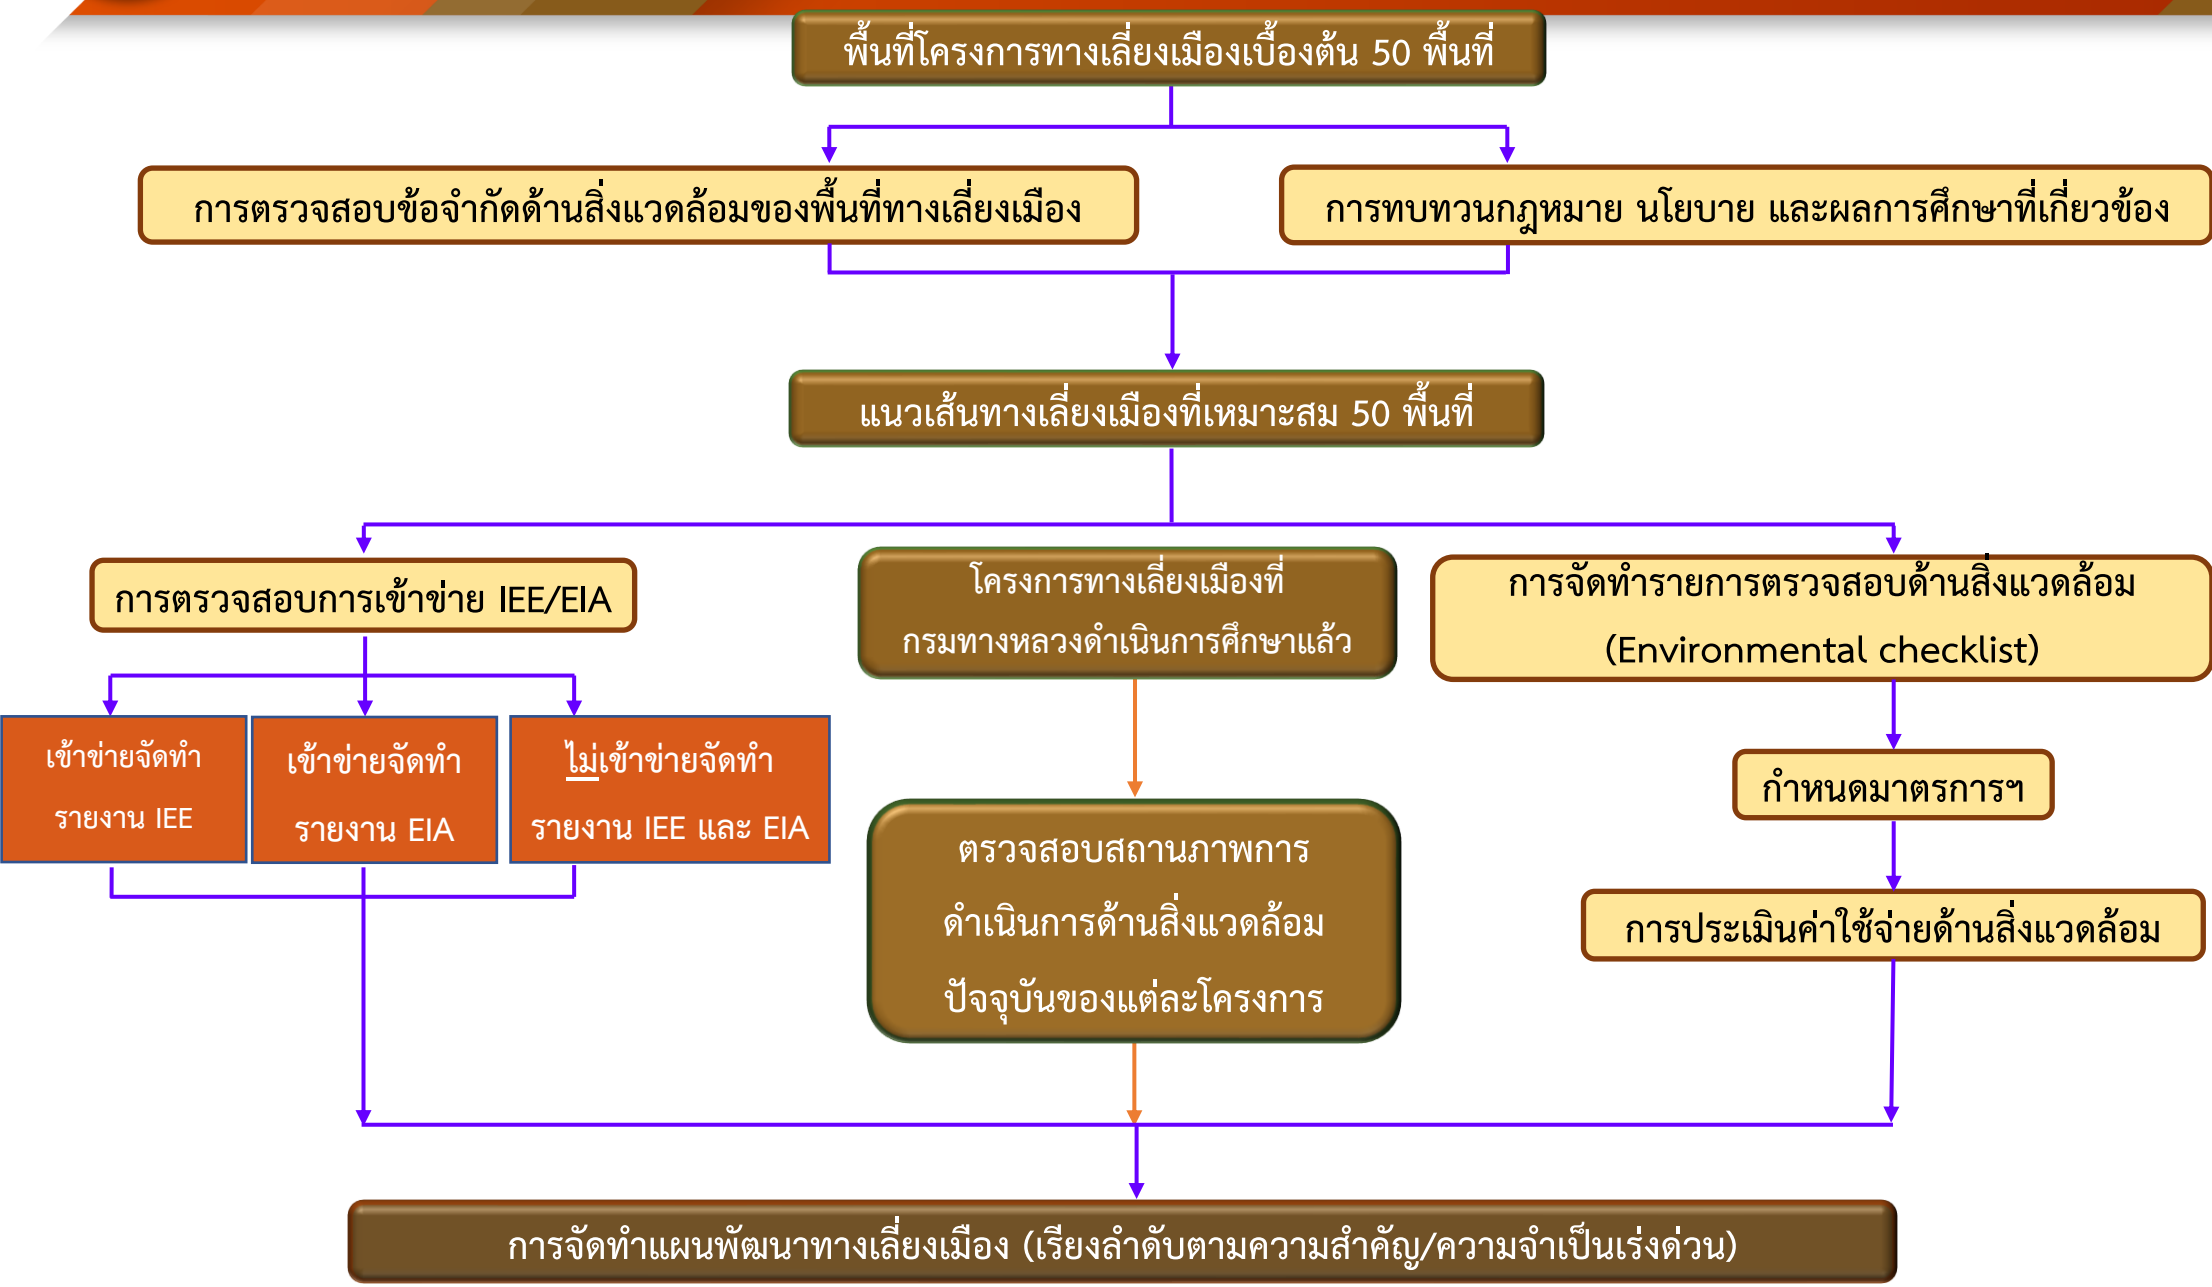 พื้นที่โครงการทางเลี่ยงเมืองเบื้องต้น 50 พื้นที่
การตรวจสอบข้อจำกัดด้านสิ่งแวดล้อมของพื้นที่ทางเลี่ยงเมือง
การทบทวนกฎหมาย นโยบาย และผลการศึกษาที่เกี่ยวข้อง
แนวเส้นทางเลี่ยงเมืองที่เหมาะสม 50 พื้นที่
การตรวจสอบการเข้าข่าย IEE/EIA
เข้าข่ายจัดทำ
รายงาน IEE
เข้าข่ายจัดทำ
รายงาน EIA
ไม่เข้าข่ายจัดทำ
รายงาน IEE และ EIA
โครงการทางเลี่ยงเมืองที่
กรมทางหลวงดำเนินการศึกษาแล้ว
ตรวจสอบสถานภาพการ
ดำเนินการด้านสิ่งแวดล้อม
ปัจจุบันของแต่ละโครงการ
การจัดทำรายการตรวจสอบด้านสิ่งแวดล้อม
(Environmental checklist)
กำหนดมาตรการฯ
การประเมินค่าใช้จ่ายด้านสิ่งแวดล้อม
การจัดทำแผนพัฒนาทางเลี่ยงเมือง (เรียงลำดับตามความสำคัญ/ความจำเป็นเร่งด่วน)